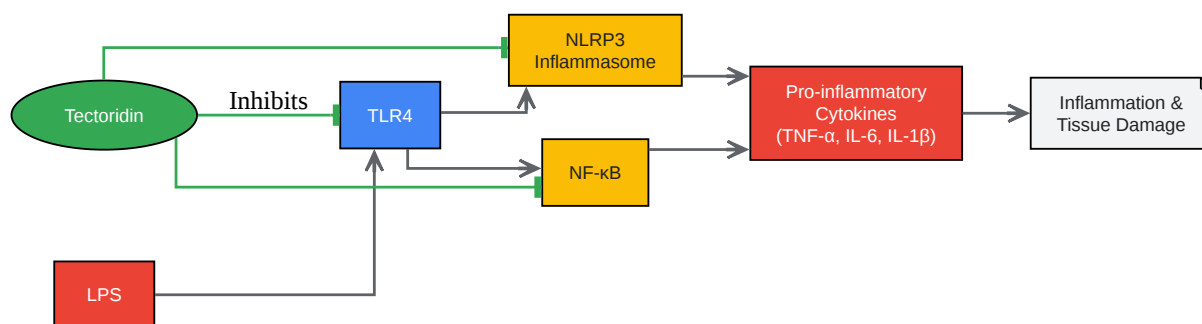 NLRP3
Inflammasome
Tectoridin
Inhibits
TLR4
Pro-inflammatory
Cytokines
(TNF-α, IL-6, IL-1β)
Inflammation &
Tissue Damage
NF-κB
LPS